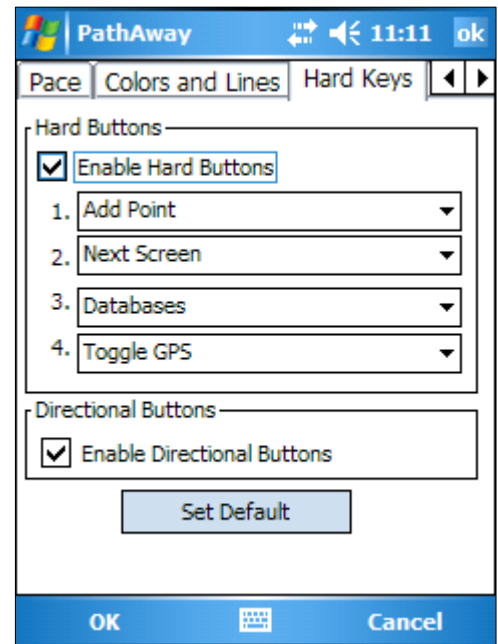 PathAway 11:11 ok
Pace Colors and Lines Hard Keys
Hard Buttons
Enable Hard Buttons
1. Add Point
2. Next Screen
3. Databases
4. Toggle GPS
Directional Buttons
Enable Directional Buttons
Set Default
OK Cancel